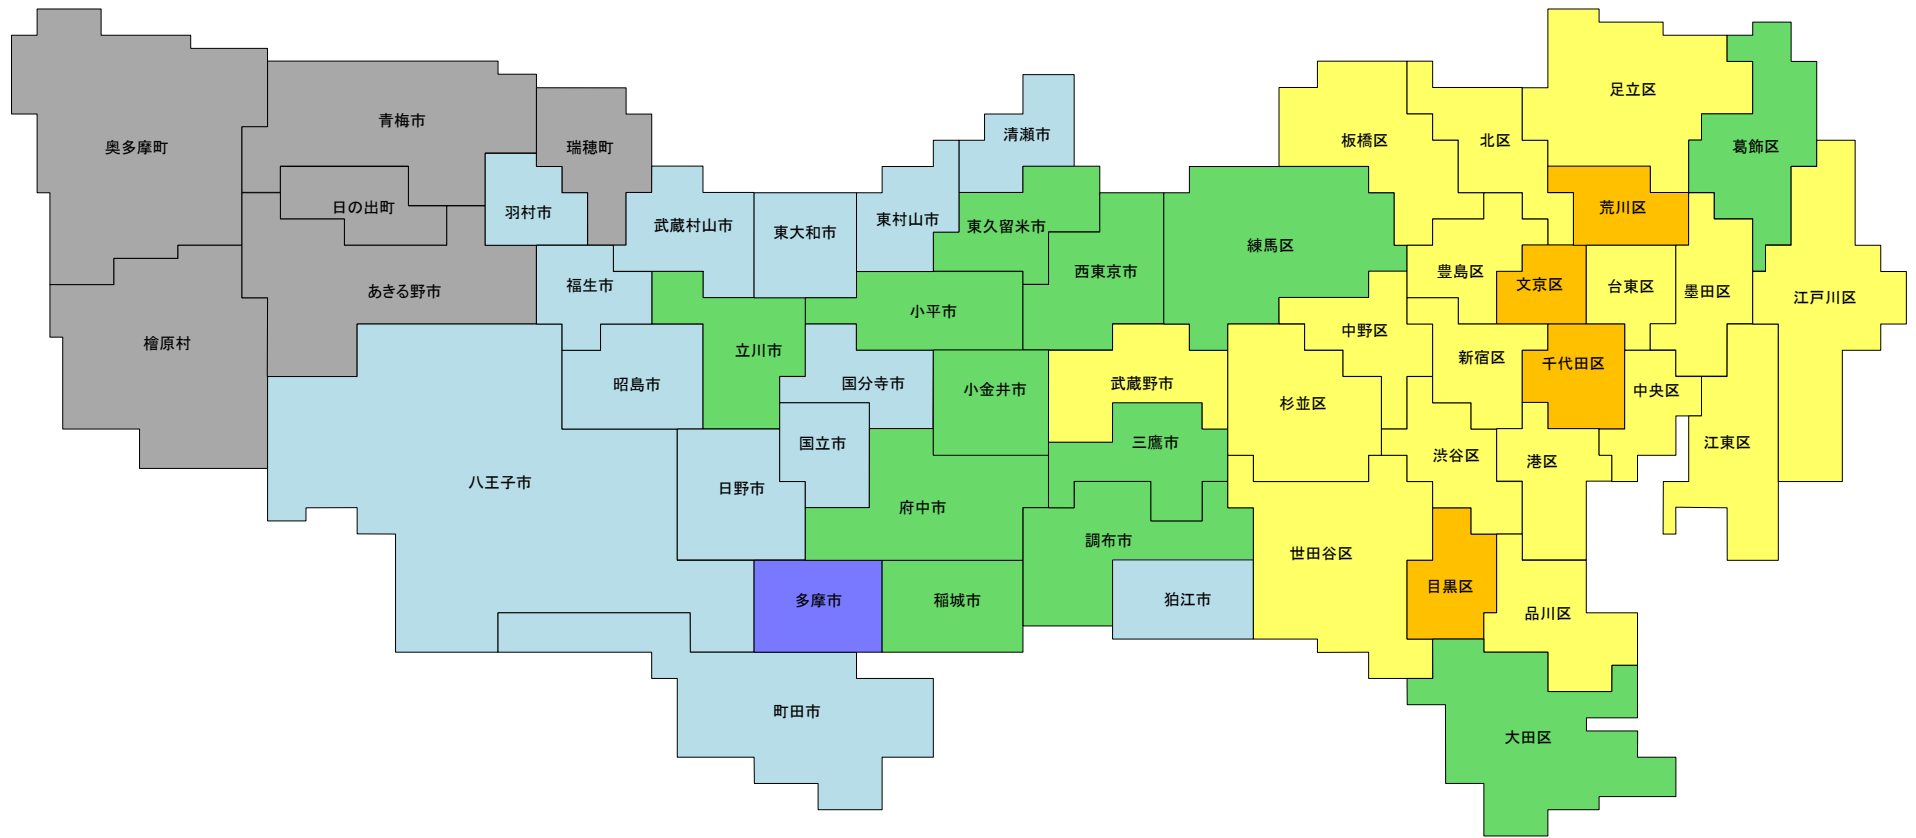 足立区
清瀬市
青梅市
瑞穂町
奥多摩町
板橋区
北区
葛飾区
日の出町
羽村市
武蔵村山市
東大和市
東村山市
東久留米市
荒川区
練馬区
西東京市
豊島区
文京区
台東区
墨田区
江戸川区
あきる野市
福生市
小平市
中野区
檜原村
立川市
新宿区
千代田区
昭島市
国分寺市
小金井市
武蔵野市
杉並区
中央区
国立市
三鷹市
渋谷区
港区
江東区
八王子市
日野市
府中市
調布市
世田谷区
目黒区
多摩市
稲城市
狛江市
品川区
町田市
大田区